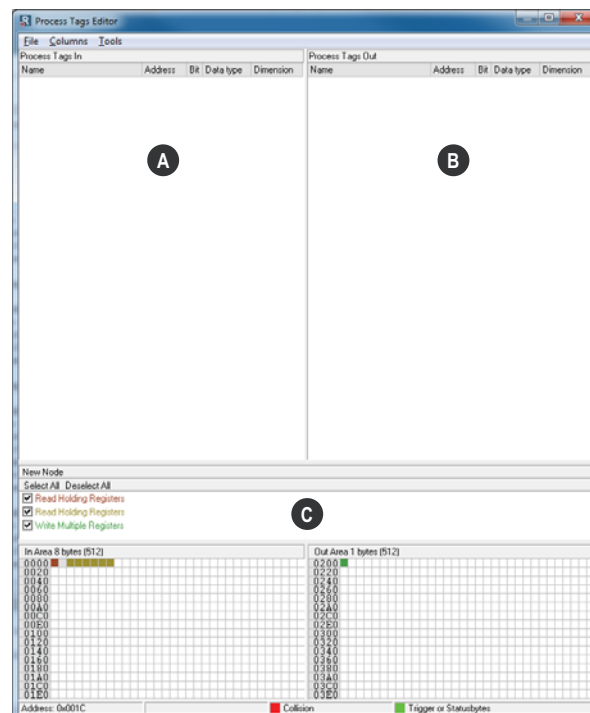 Process Tags Editor
File Columns Tools
Process Tags In
Process Tags Out
Name Address Bit Data type Dimension
Name Address Bit Data type Dimension
A
B
New Node
Select All Deselect All
Read Holding Registers
Read Holding Registers
Write Multiple Registers
C
In Area 8 bytes (512)
Out Area 1 bytes (512)
0000
0020
0040
0060
0080
00A0
00C0
00E0
0100
0120
0140
0160
0180
01A0
01C0
01E0
0200
0220
0240
0260
0280
02A0
02C0
02E0
0300
0320
0340
0360
0380
03A0
03C0
03E0
Address: 0x001C
Collision
Trigger or Statusbytes